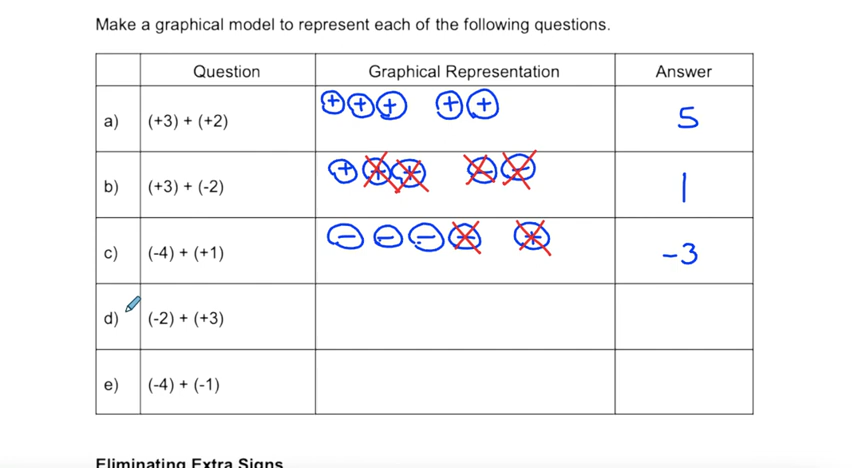 Make a graphical model to represent each of the following questions.
Question Graphical Representation Answer
a) (+3) + (+2) + + + + + 5
b) (+3) + (-2) + + + - - 1
c) (-4) + (+1) - - - - + -3
d) (-2) + (+3)
e) (-4) + (-1)
Eliminating Extra Signs